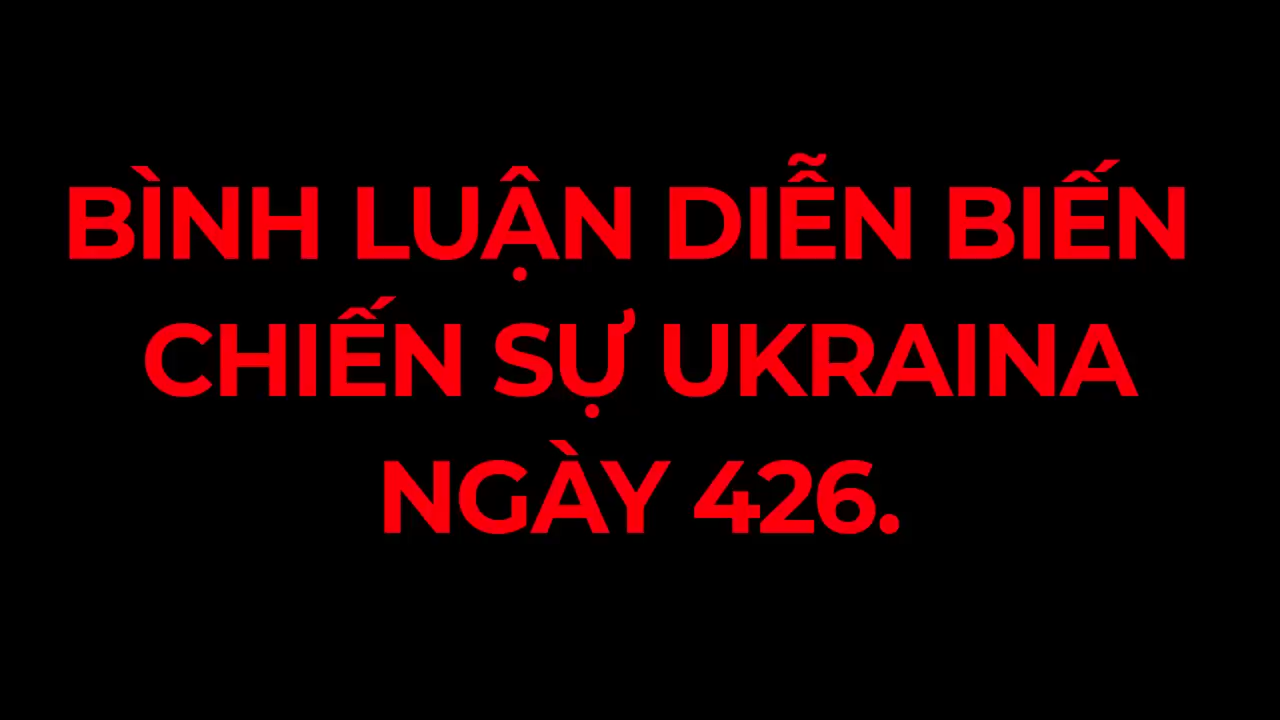 BÌNH LUẬN DIỄN BIẾN
CHIẾN SỰ UKRAINA
NGÀY 426.